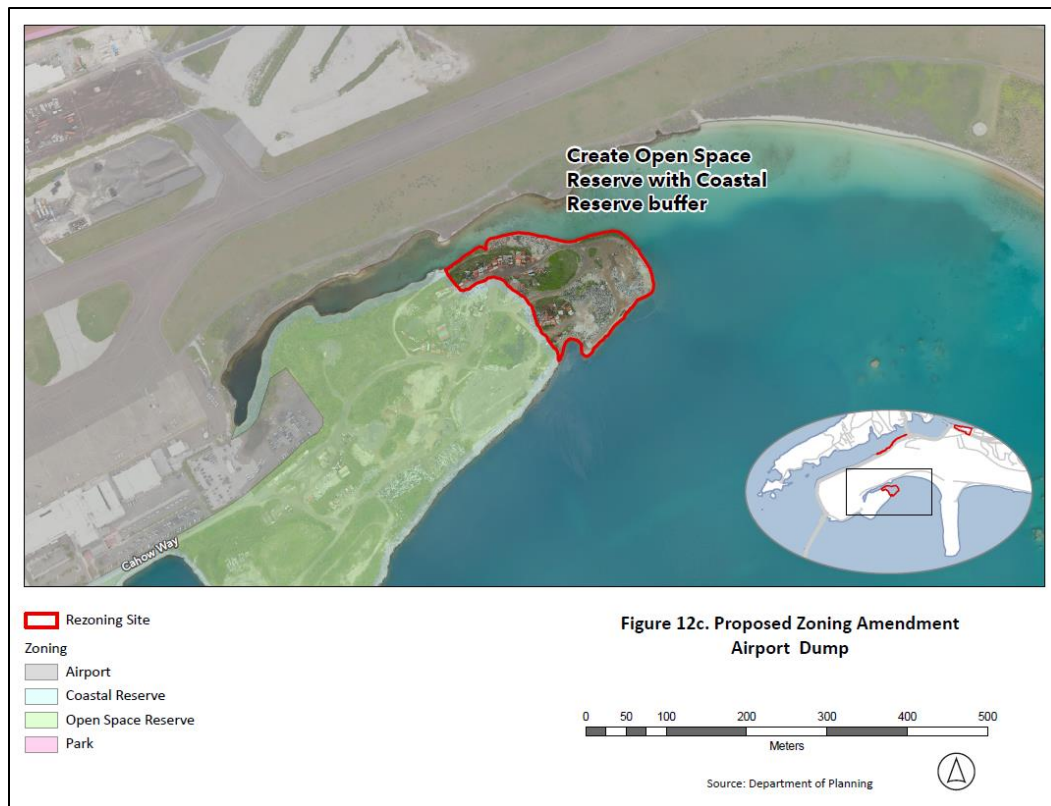 Create Open Space
Reserve with Coastal
Reserve buffer
Cahow Way
Rezoning Site
Zoning
Airport
Coastal Reserve
Open Space Reserve
Park
Figure 12c. Proposed Zoning Amendment
Airport Dump
0 50 100 200 300 400 500
Meters
Source: Department of Planning